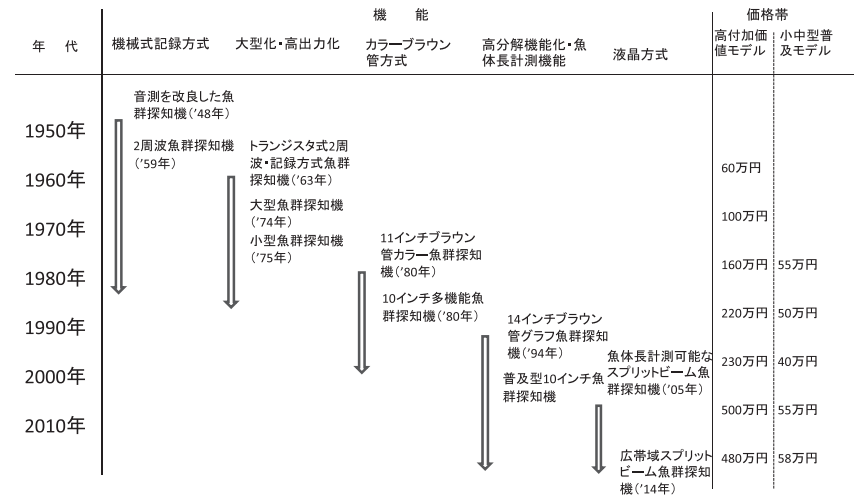 機　能
価格帯
年　代
機械式記録方式
大型化・高出力化
カラーブラウン
管方式
高分解機能化・魚
体長計測機能
液晶方式
高付加価
値モデル
小中型普
及モデル
音測を改良した魚
群探知機('48年)
1950年
2周波魚群探知機
('59年)
トランジスタ式2周
波・記録方式魚群
探知機('63年)
60万円
1960年
大型魚群探知機
('74年)
100万円
1970年
小型魚群探知機
('75年)
11インチブラウン
管カラー魚群探知
機('80年)
160万円
55万円
1980年
10インチ多機能魚
群探知機('80年)
220万円
50万円
1990年
14インチブラウン
管グラフ魚群探知
機('94年)
魚体長計測可能な
スプリットビーム魚
群探知機('05年)
230万円
40万円
2000年
普及型10インチ魚
群探知機
500万円
55万円
2010年
広帯域スプリット
ビーム魚群探知
機('14年)
480万円
58万円